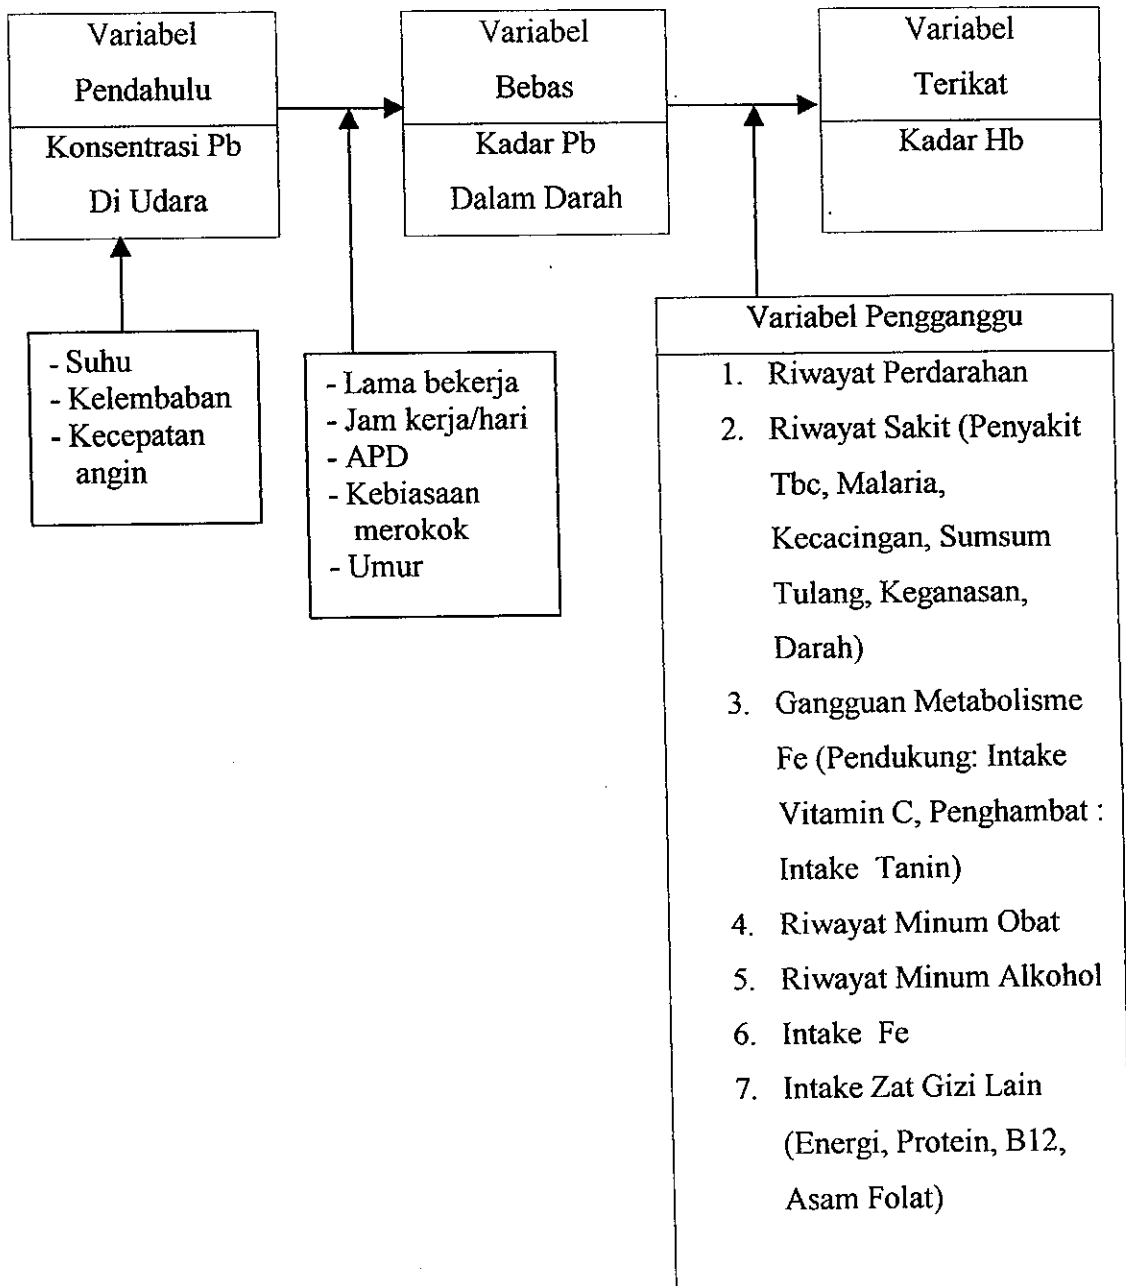 Variabel
Pendahulu
Konsentrasi Pb
Di Udara
Variabel
Bebas
Kadar Pb
Dalam Darah
Variabel
Terikat
Kadar Hb
- Suhu
- Kelembaban
- Kecepatan
angin
- Lama bekerja
- Jam kerja/hari
- APD
- Kebiasaan
merokok
- Umur
Variabel Pengganggu
1. Riwayat Perdarahan
2. Riwayat Sakit (Penyakit
Tbc, Malaria,
Kecacingan, Sumsum
Tulang, Keganasan,
Darah)
3. Gangguan Metabolisme
Fe (Pendukung: Intake
Vitamin C, Penghambat :
Intake Tanin)
4. Riwayat Minum Obat
5. Riwayat Minum Alkohol
6. Intake Fe
7. Intake Zat Gizi Lain
(Energi, Protein, B12,
Asam Folat)